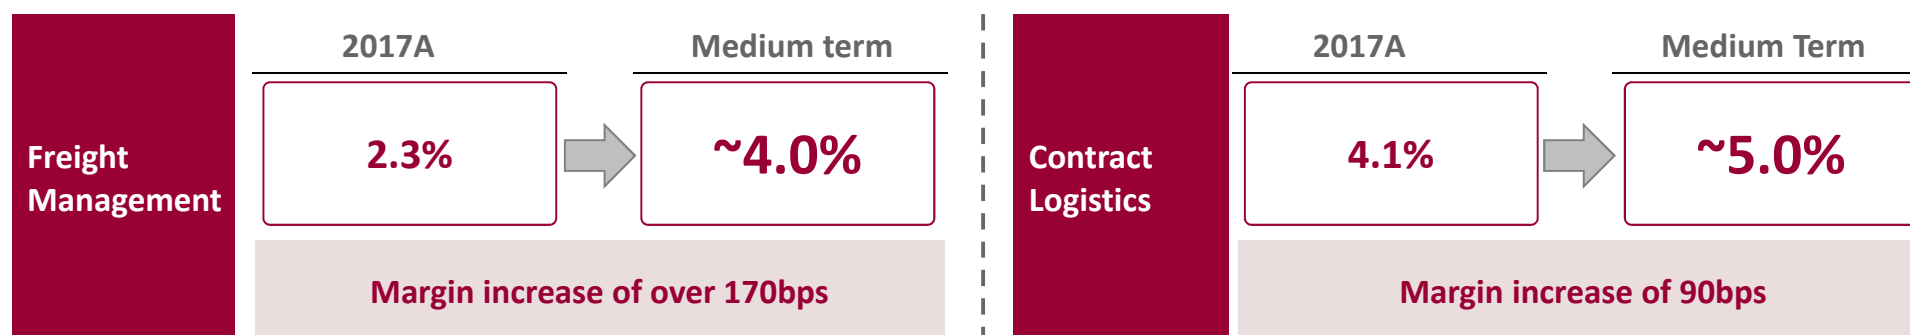 Freight
Management
2017A
Medium term
2.3%
~4.0%
Margin increase of over 170bps
Contract
Logistics
2017A
Medium Term
4.1%
~5.0%
Margin increase of 90bps